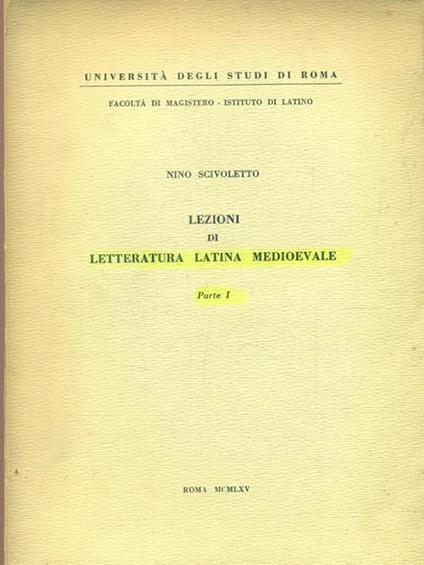 UNIVERSITÀ DEGLI STUDI DI ROMA
FACOLTÀ DI MAGISTERO - ISTITUTO DI LATINO
NINO SCIVOLETTO
LEZIONI
DI
LETTERATURA LATINA MEDIOEVALE
Parte I
ROMA MCMLXV